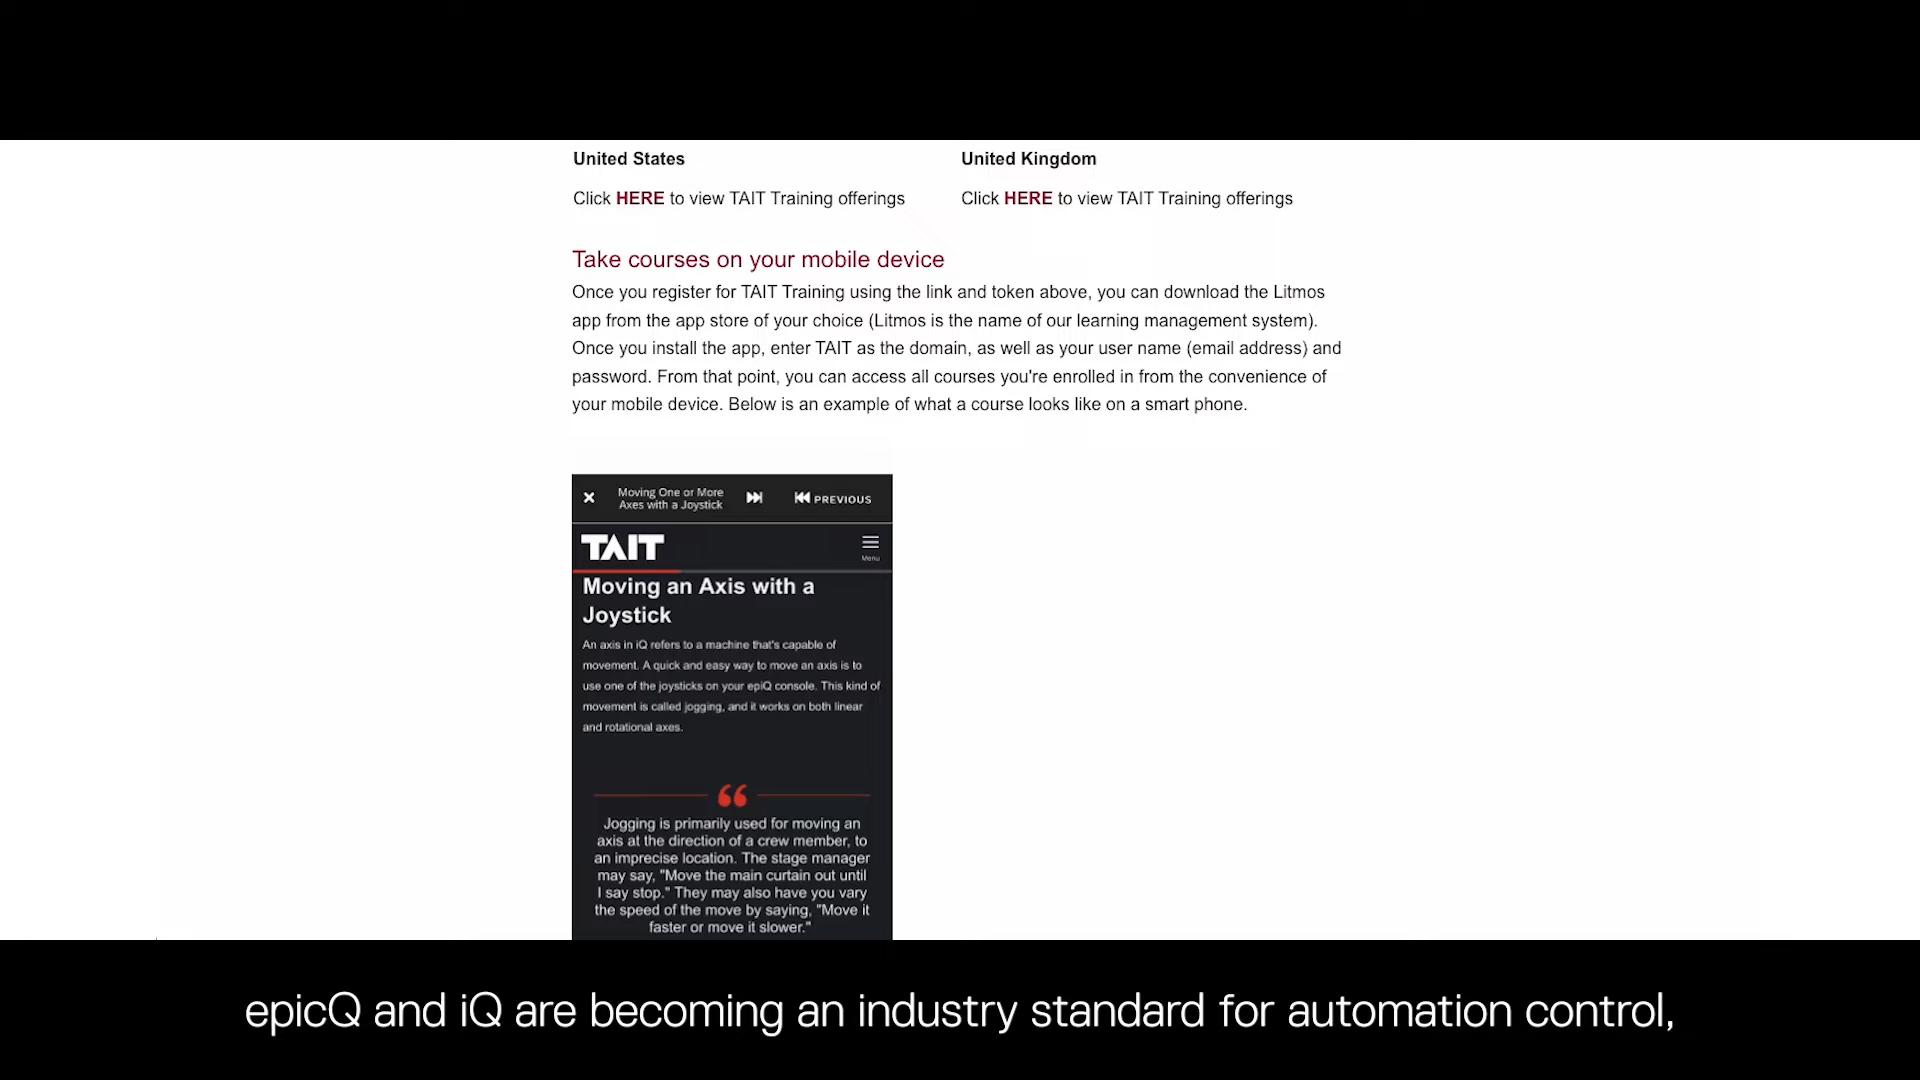 United States
United Kingdom
Click HERE to view TAIT Training offerings
Click HERE to view TAIT Training offerings
Take courses on your mobile device
Once you register for TAIT Training using the link and token above, you can download the Litmos
app from the app store of your choice (Litmos is the name of our learning management system).
Once you install the app, enter TAIT as the domain, as well as your user name (email address) and
password. From that point, you can access all courses you're enrolled in from the convenience of
your mobile device. Below is an example of what a course looks like on a smart phone.
Moving One or More
Axes with a Joystick
PREVIOUS
TAIT
Menu
Moving an Axis with a
Joystick
An axis in iQ refers to a machine that's capable of
movement. A quick and easy way to move an axis is to
use one of the joysticks on your epiQ console. This kind of
movement is called jogging, and it works on both linear
and rotational axes.
“
Jogging is primarily used for moving an
axis at the direction of a crew member, to
an imprecise location. The stage manager
may say, "Move the main curtain out until
I say stop." They may also have you vary
the speed of the move by saying, "Move it
faster or move it slower."
epicQ and iQ are becoming an industry standard for automation control,